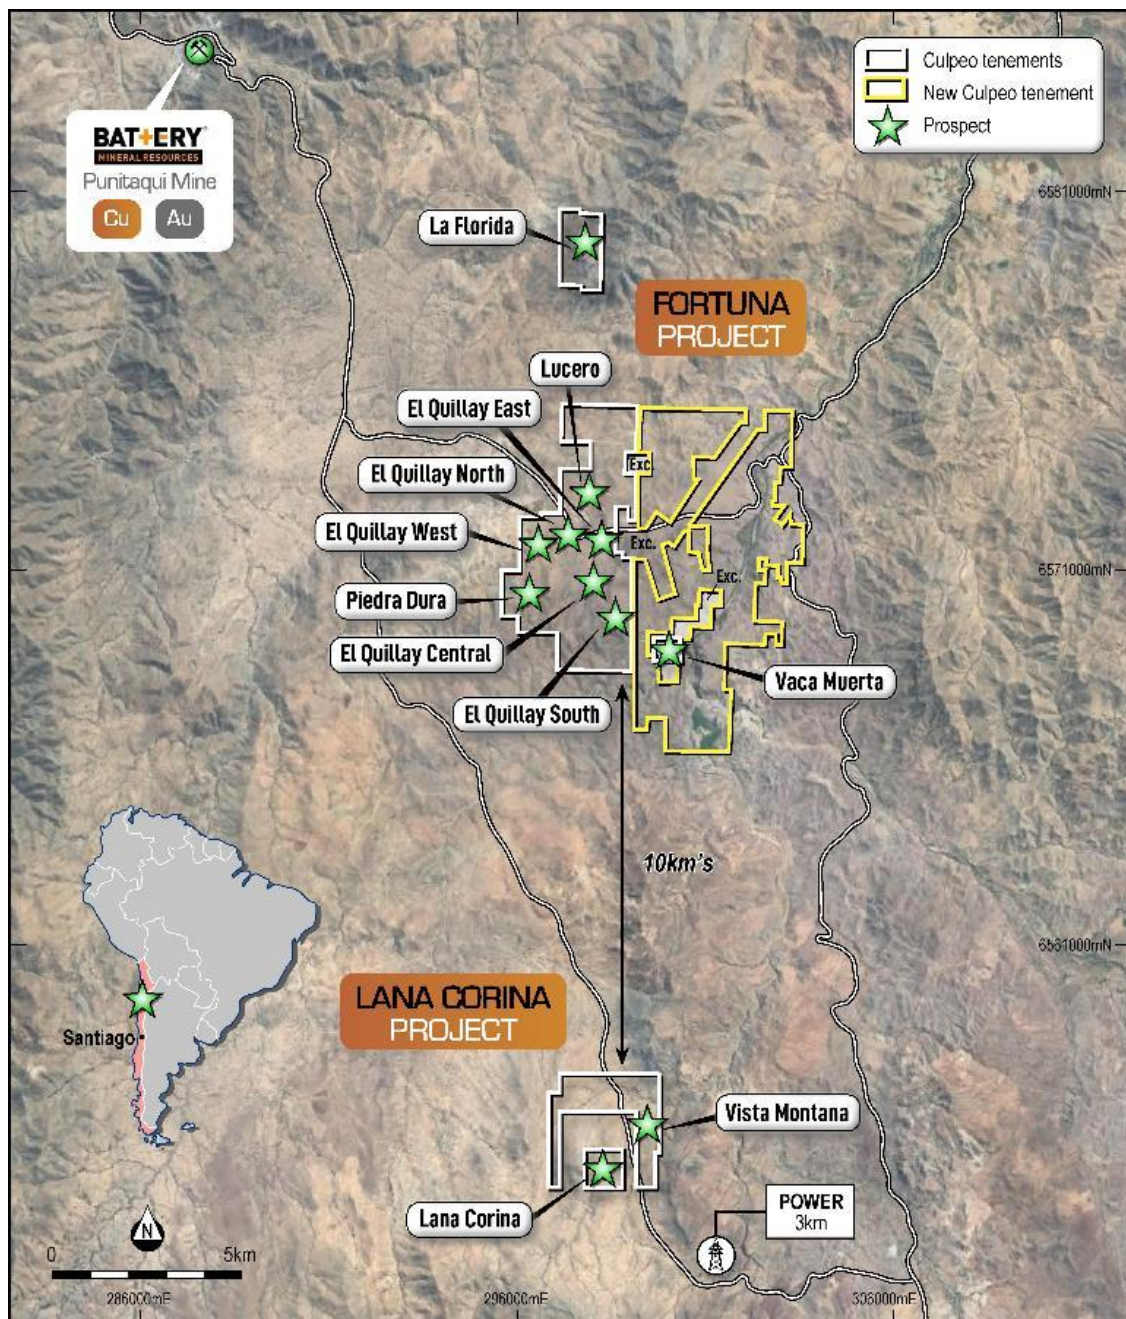 Culpeo tenements
New Culpeo tenement
Prospect
BATTERY
MINERAL RESOURCES
Punitaqui Mine
Cu
Au
6581000mN
La Florida
FORTUNA
PROJECT
Lucero
El Quillay East
El Quillay North
Exc.
El Quillay West
Exc.
6571000mN
Exc.
Piedra Dura
El Quillay Central
Vaca Muerta
El Quillay South
10km's
6561000mN
LANA CORINA
PROJECT
Santiago
Vista Montana
Lana Corina
POWER
3km
N
0
5km
286000mE
296000mE
306000mE